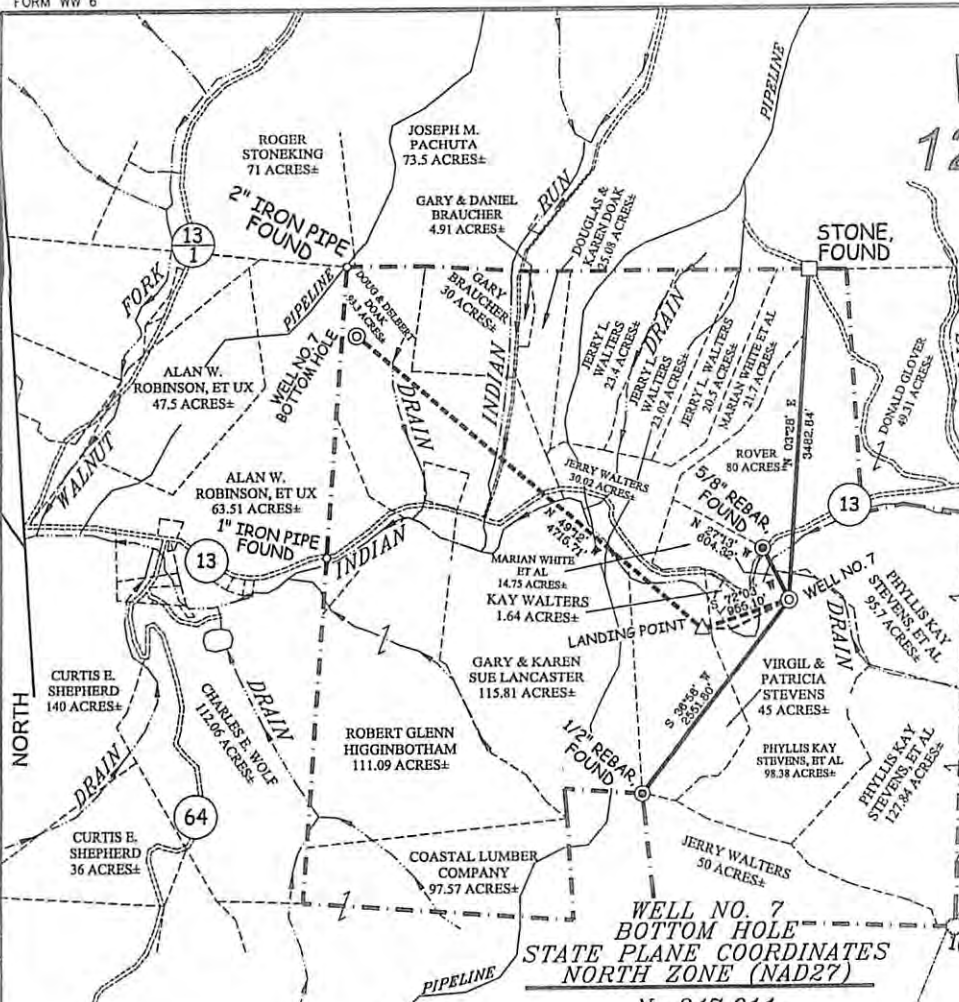 FORM WW 6
12
ROGER
STONEKING
71 ACRES±
JOSEPH M.
PACHUTA
73.5 ACRES±
PIPELINE
2" IRON PIPE
FOUND
GARY & DANIEL
BRAUCHER
4.91 ACRES±
RUN
DOUGLAS &
KAREN DOAK
25.08 ACRES±
STONE,
FOUND
13
1
FORK
PIPELINE
DOUG & DELBERT
DOAK
93.3 ACRES±
GARY
BRAUCHER
30 ACRES±
WELL NO. 7
BOTTOM HOLE
ALAN W.
ROBINSON, ET UX
47.5 ACRES±
DRAIN
INDIAN
JERRY L.
WALTERS
23.4 ACRES±
DRAIN
JERRY L.
WALTERS
23.02 ACRES±
JERRY L. WALTERS
20.5 ACRES±
MARIAN WHITE ET AL
21.7 ACRES±
N 03°28' E
3482.84'
DONALD GLOVER
49.31 ACRES±
WALNUT
ROVER
80 ACRES±
5/8" REBAR
FOUND
JERRY WALTERS
30.02 ACRES±
ALAN W.
ROBINSON, ET UX
63.51 ACRES±
1" IRON PIPE
FOUND
N 49°12' W
4716.71'
13
13
INDIAN
N 27°13' W
604.32'
MARIAN WHITE
ET AL
14.75 ACRES±
KAY WALTERS
1.64 ACRES±
S 72°03' W
965.10'
WELL NO. 7
LANDING POINT
DRAIN
PHYLLIS KAY
STEVENS, ET AL
95.7 ACRES±
NORTH
CURTIS E.
SHEPHERD
140 ACRES±
DRAIN
CHARLES E. WOLF
112.06 ACRES±
DRAIN
GARY & KAREN
SUE LANCASTER
115.81 ACRES±
S 36°58' W
2551.80'
VIRGIL &
PATRICIA
STEVENS
45 ACRES±
ROBERT GLENN
HIGGINBOTHAM
111.09 ACRES±
1/2" REBAR
FOUND
PHYLLIS KAY
STEVENS, ET AL
98.38 ACRES±
PHYLLIS KAY
STEVENS, ET AL
127.84 ACRES±
64
CURTIS E.
SHEPHERD
36 ACRES±
COASTAL LUMBER
COMPANY
97.57 ACRES±
JERRY WALTERS
50 ACRES±
PIPELINE
WELL NO. 7
BOTTOM HOLE
STATE PLANE COORDINATES
NORTH ZONE (NAD27)